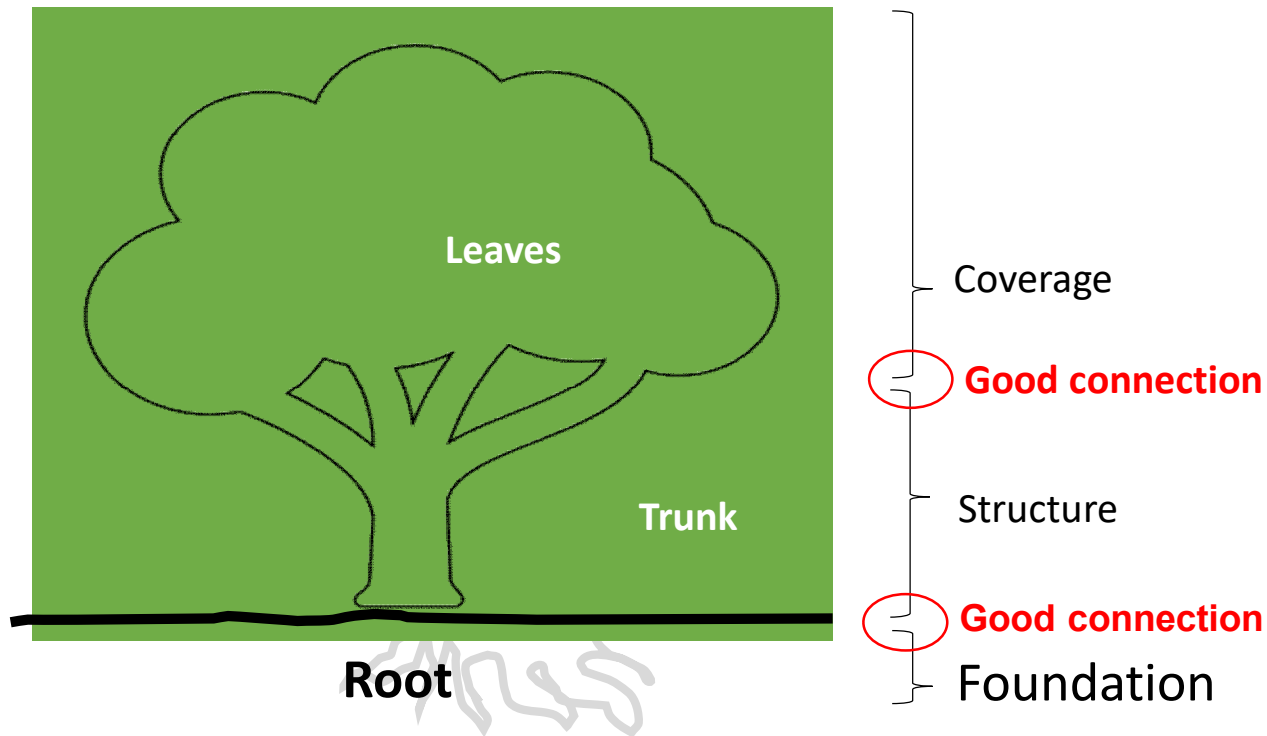 Leaves
Coverage
Good connection
Trunk
Structure
Good connection
Root
Foundation